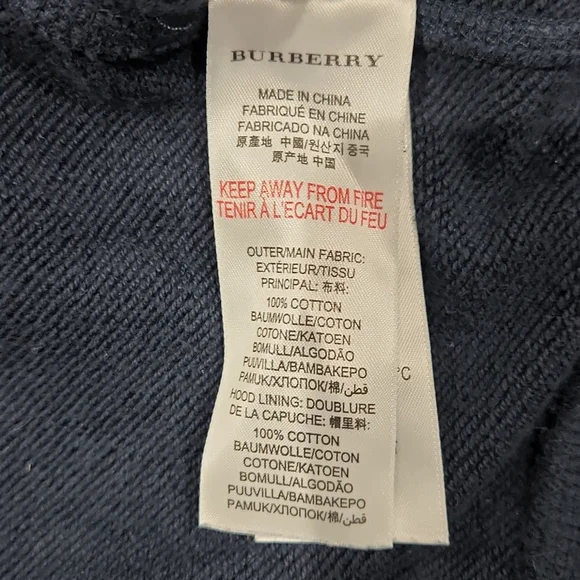 BURBERRY
MADE IN CHINA
FABRIQUÉ EN CHINE
FABRICADO NA CHINA
原產地 中國/원산지 중국
原产地 中国
KEEP AWAY FROM FIRE
TENIR À L'ECART DU FEU
OUTER/MAIN FABRIC:
EXTÉRIEUR/TISSU
PRINCIPAL: 布料:
100% COTTON
BAUMWOLLE/COTON
COTONE/KATOEN
BOMULL/ALGODÃO
PUUVILLA/BAMBAKEPO
PAMUK/ХЛОПОК/棉/قطن
HOOD LINING: DOUBLURE
DE LA CAPUCHE: 帽里料:
100% COTTON
BAUMWOLLE/COTON
COTONE/KATOEN
BOMULL/ALGODÃO
PUUVILLA/BAMBAKEPO
PAMUK/ХЛОПОК/棉/قطن
°C